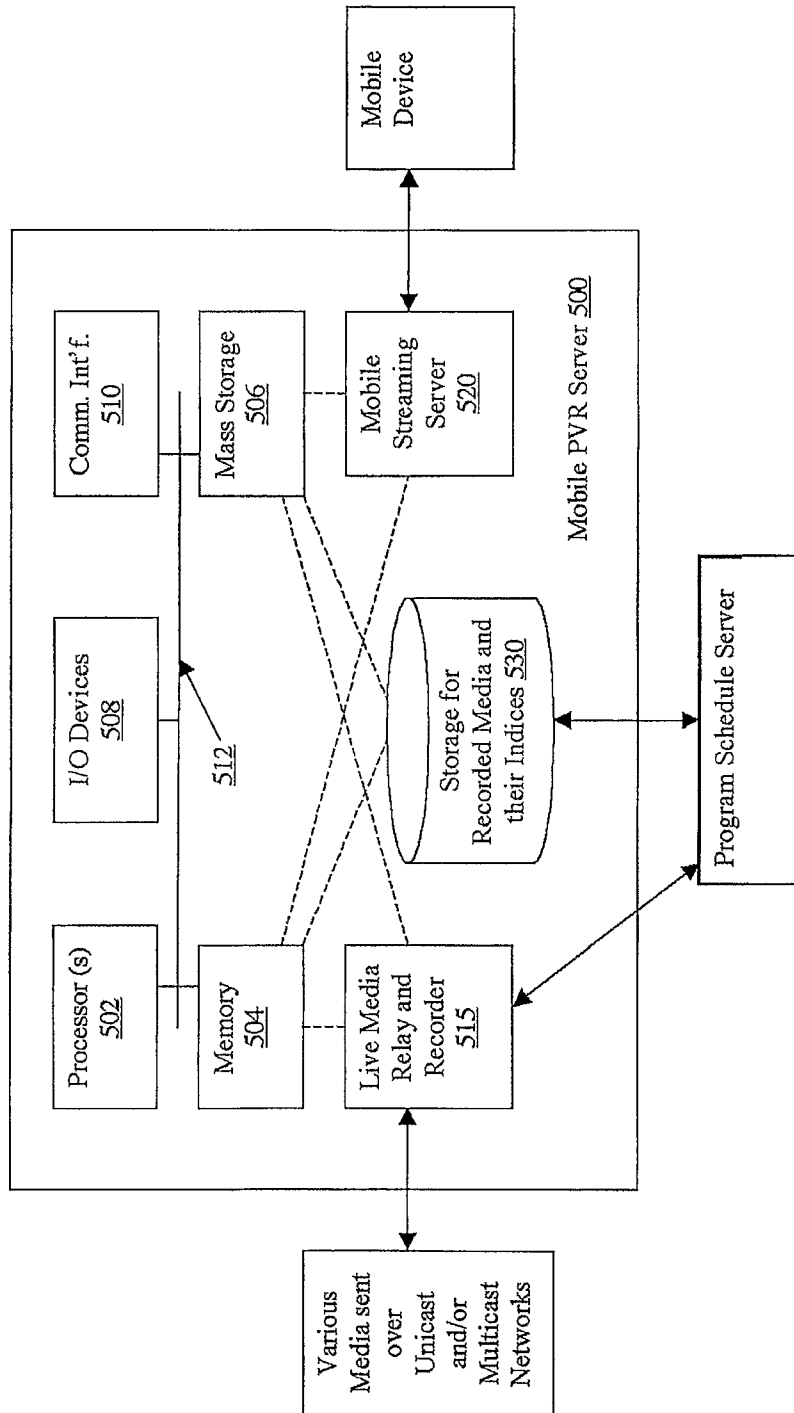 Processor (s)
502
I/O Devices
508
Comm. Int'f.
510
512
Memory
504
Mass Storage
506
Live Media
Relay and
Recorder
515
Storage for
Recorded Media and
their Indices 530
Mobile
Streaming
Server
520
Mobile PVR Server 500
Various
Media sent
over
Unicast
and/or
Multicast
Networks
Mobile
Device
Program Schedule Server